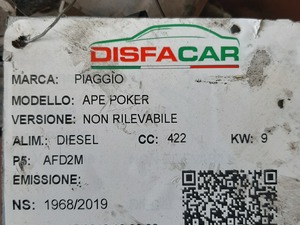 DISFACAR
MARCA: PIAGGIO
MODELLO: APE POKER
VERSIONE: NON RILEVABILE
ALIM.: DIESEL CC: 422 KW: 9
P5: AFD2M
EMISSIONE:
NS: 1968/2019